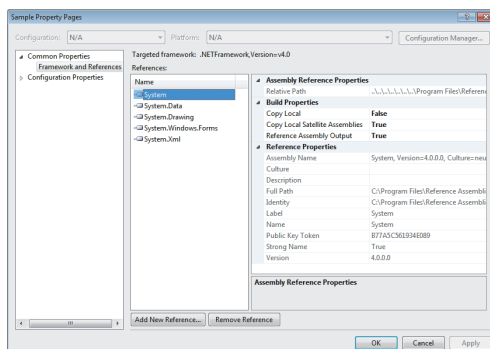 Sample Property Pages
Configuration: N/A Platform: N/A Configuration Manager...
Common Properties
Framework and References
Configuration Properties
Targeted framework: .NETFramework,Version=v4.0
References:
Name
System
System.Data
System.Drawing
System.Windows.Forms
System.Xml
Assembly Reference Properties
Relative Path ..\..\..\..\..\..\Program Files\Referen
Build Properties
Copy Local False
Copy Local Satellite Assemblies True
Reference Assembly Output True
Reference Properties
Assembly Name System, Version=4.0.0.0, Culture=neu
Culture
Description
Full Path C:\Program Files\Reference Assembli
Identity C:\Program Files\Reference Assembli
Label System
Name System
Public Key Token B77A5C561934E089
Strong Name True
Version 4.0.0.0
Assembly Reference Properties
Add New Reference... Remove Reference
OK Cancel Apply